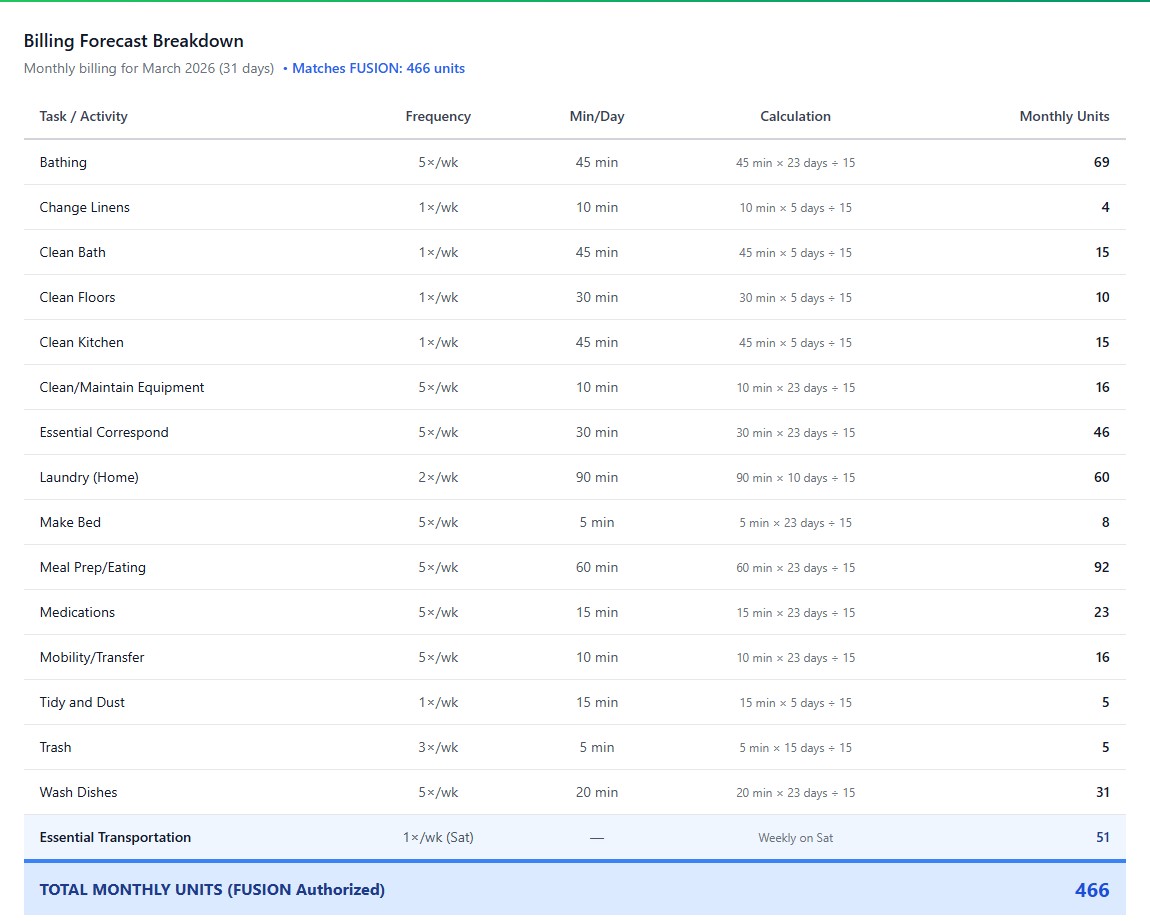 Billing Forecast Breakdown
Monthly billing for March 2026 (31 days) • Matches FUSION: 466 units
Task / Activity Frequency Min/Day Calculation Monthly Units
Bathing 5×/wk 45 min 45 min × 23 days ÷ 15 69
Change Linens 1×/wk 10 min 10 min × 5 days ÷ 15 4
Clean Bath 1×/wk 45 min 45 min × 5 days ÷ 15 15
Clean Floors 1×/wk 30 min 30 min × 5 days ÷ 15 10
Clean Kitchen 1×/wk 45 min 45 min × 5 days ÷ 15 15
Clean/Maintain Equipment 5×/wk 10 min 10 min × 23 days ÷ 15 16
Essential Correspond 5×/wk 30 min 30 min × 23 days ÷ 15 46
Laundry (Home) 2×/wk 90 min 90 min × 10 days ÷ 15 60
Make Bed 5×/wk 5 min 5 min × 23 days ÷ 15 8
Meal Prep/Eating 5×/wk 60 min 60 min × 23 days ÷ 15 92
Medications 5×/wk 15 min 15 min × 23 days ÷ 15 23
Mobility/Transfer 5×/wk 10 min 10 min × 23 days ÷ 15 16
Tidy and Dust 1×/wk 15 min 15 min × 5 days ÷ 15 5
Trash 3×/wk 5 min 5 min × 15 days ÷ 15 5
Wash Dishes 5×/wk 20 min 20 min × 23 days ÷ 15 31
Essential Transportation 1×/wk (Sat) — Weekly on Sat 51
TOTAL MONTHLY UNITS (FUSION Authorized) 466